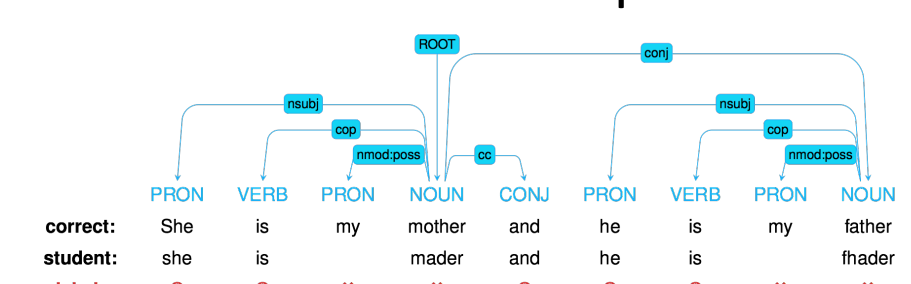 ROOT
conj
nsubj nsubj
cop cop
nmod:poss cc nmod:poss
PRON VERB PRON NOUN CONJ PRON VERB PRON NOUN
correct: She is my mother and he is my father
student: she is mader and he is fhader